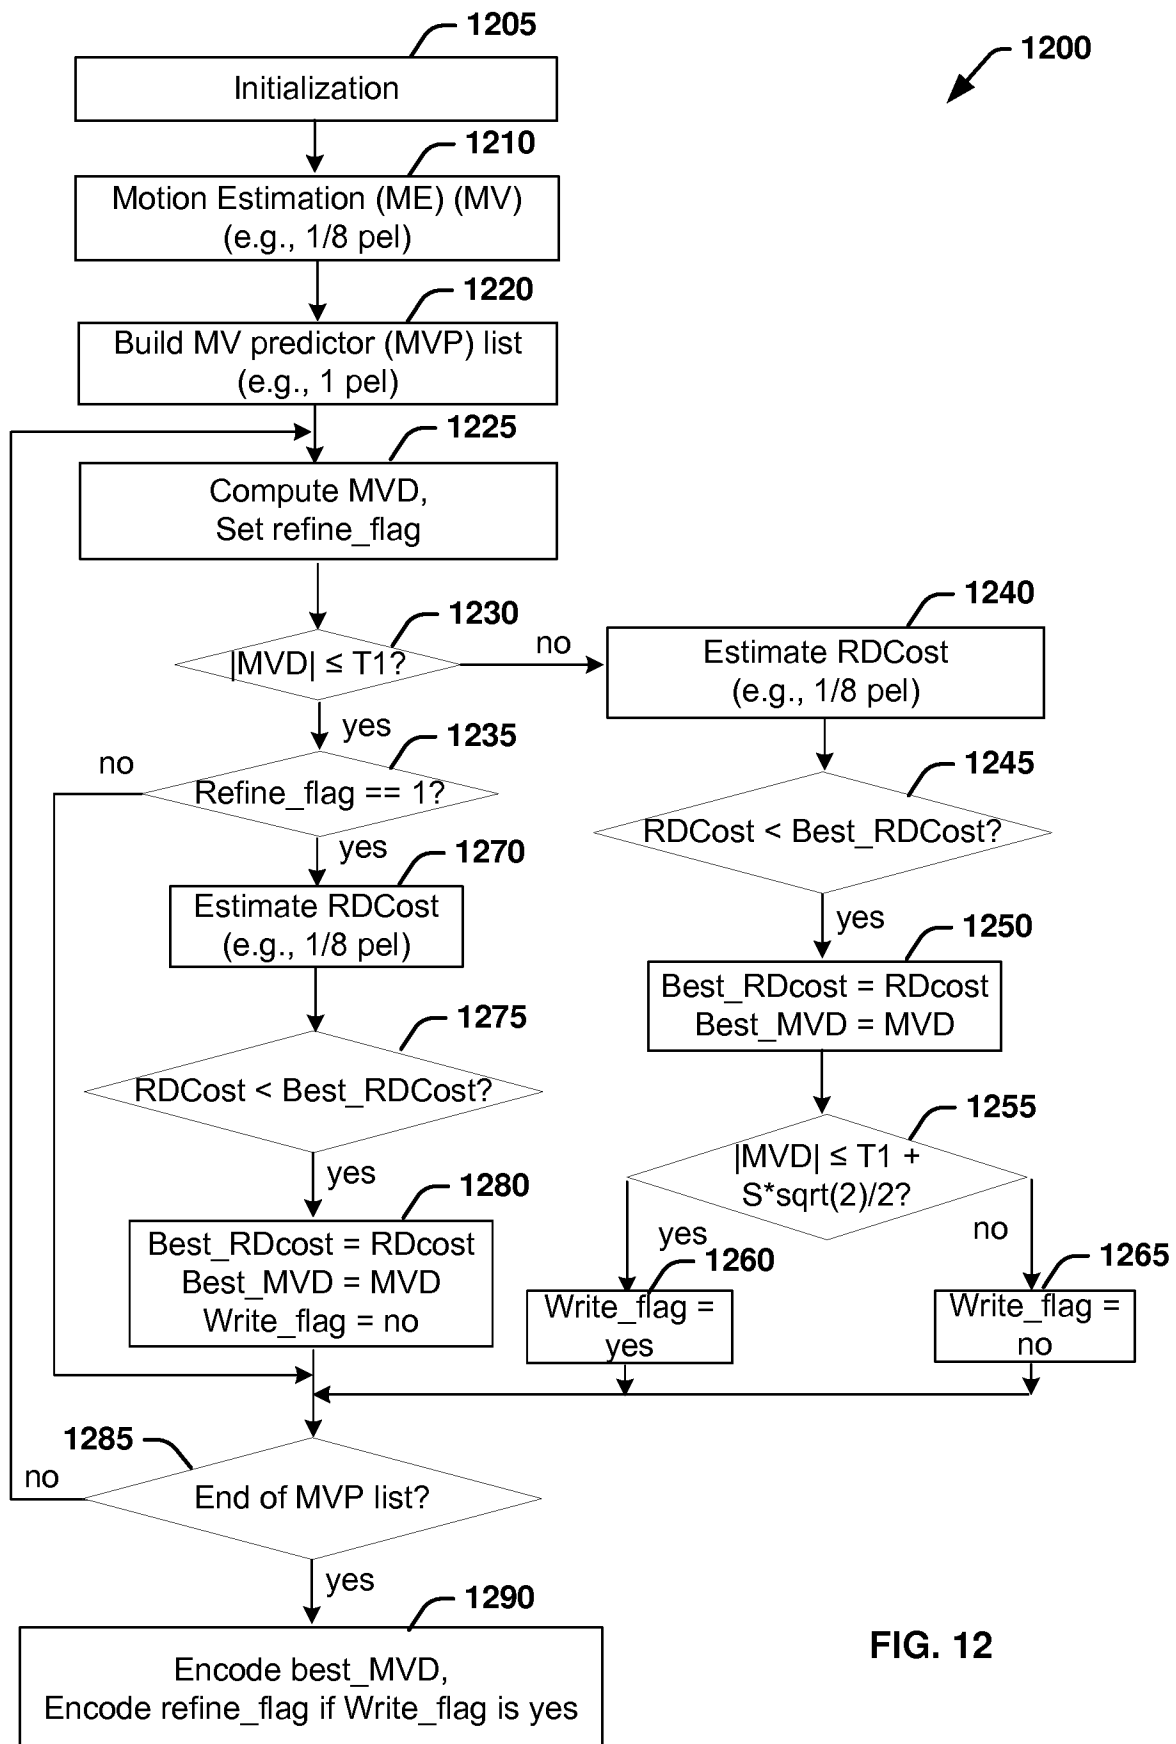 1205
1200
Initialization
1210
Motion Estimation (ME) (MV)
(e.g., 1/8 pel)
1220
Build MV predictor (MVP) list
(e.g., 1 pel)
1225
Compute MVD,
Set refine_flag
1230
|MVD| ≤ T1?
no
1240
Estimate RDCost
(e.g., 1/8 pel)
yes
1235
no
Refine_flag == 1?
1245
RDCost < Best_RDCost?
yes
1270
Estimate RDCost
(e.g., 1/8 pel)
yes
1250
Best_RDcost = RDcost
Best_MVD = MVD
1275
RDCost < Best_RDCost?
1255
|MVD| ≤ T1 +
S*sqrt(2)/2?
yes
1280
Best_RDcost = RDcost
Best_MVD = MVD
Write_flag = no
yes
1260
Write_flag =
yes
no
1265
Write_flag =
no
1285
no
End of MVP list?
yes
1290
Encode best_MVD,
Encode refine_flag if Write_flag is yes
FIG. 12